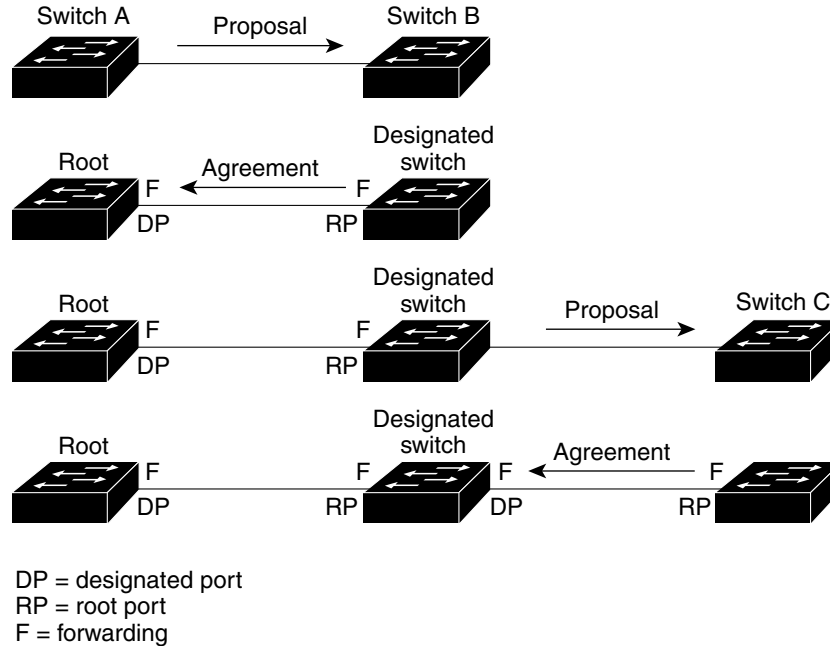 Switch A
Proposal
Switch B
Root
Designated
switch
F
Agreement
F
DP
RP
Root
Designated
switch
Proposal
Switch C
F
F
DP
RP
Root
Designated
switch
F
F
F
Agreement
F
DP
RP
DP
RP
DP = designated port
RP = root port
F = forwarding